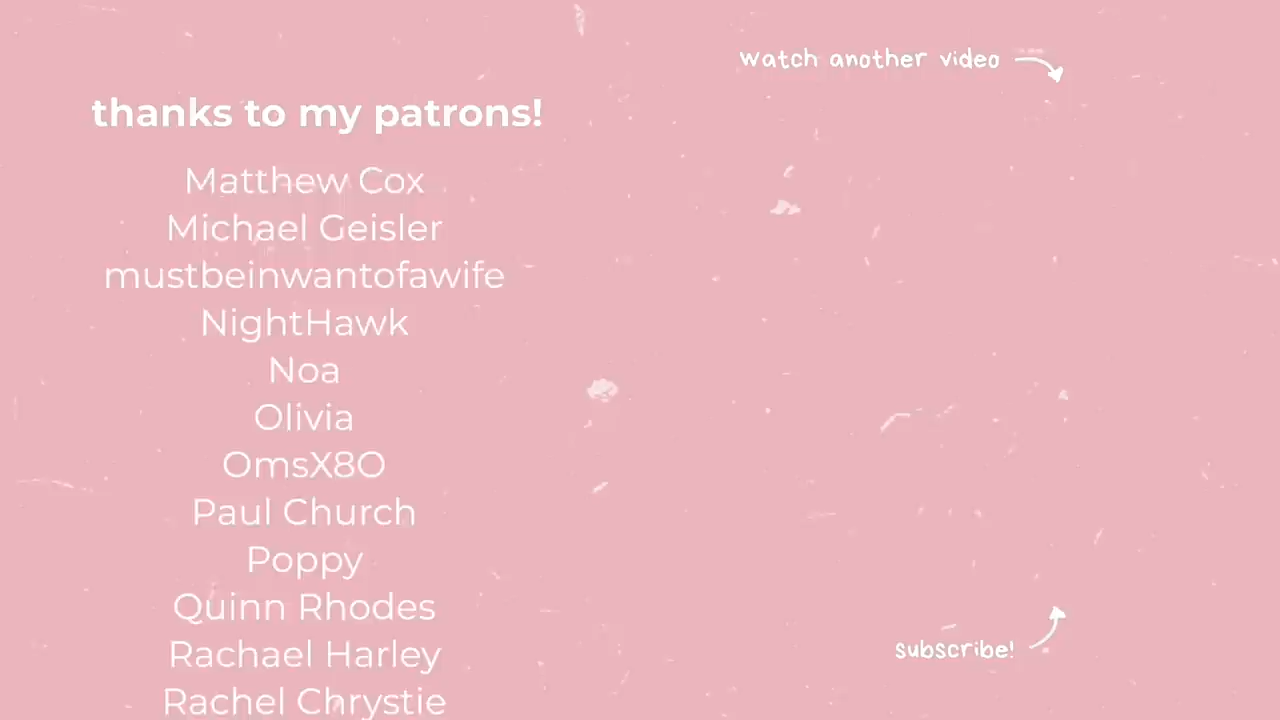 watch another video
thanks to my patrons!
Matthew Cox
Michael Geisler
mustbeinwantofawife
NightHawk
Noa
Olivia
OmsX8O
Paul Church
Poppy
Quinn Rhodes
Rachael Harley
Rachel Chrystie
subscribe!